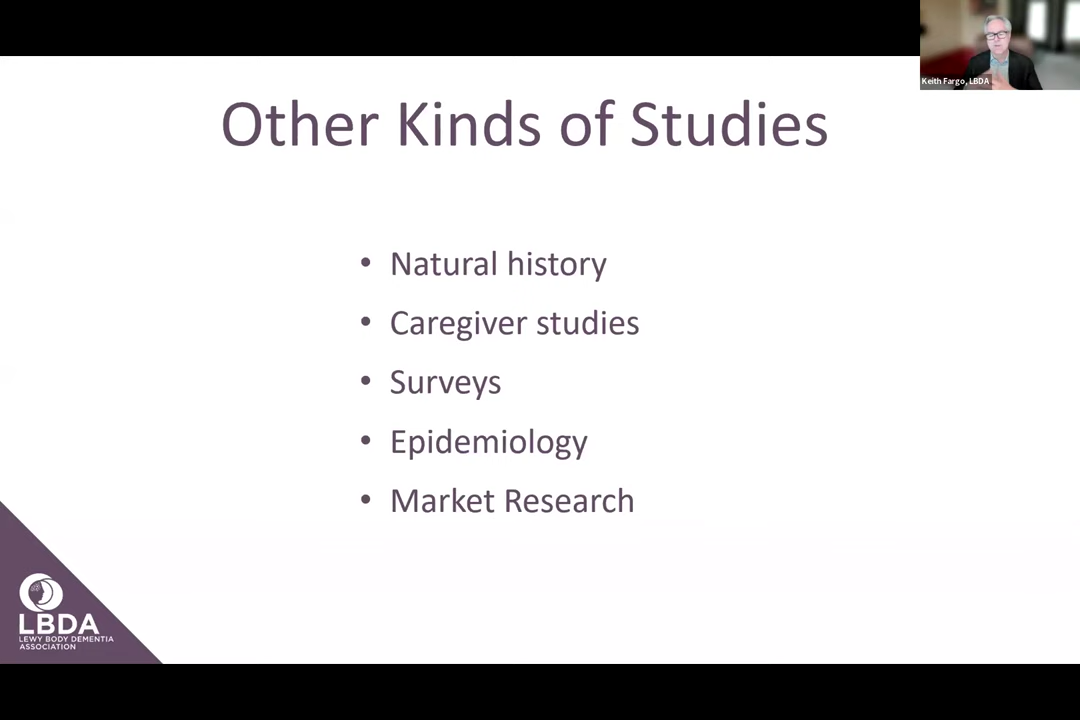 Keith Fargo, LBDA
Other Kinds of Studies
• Natural history
• Caregiver studies
• Surveys
• Epidemiology
• Market Research
LBDA
LEWY BODY DEMENTIA
ASSOCIATION